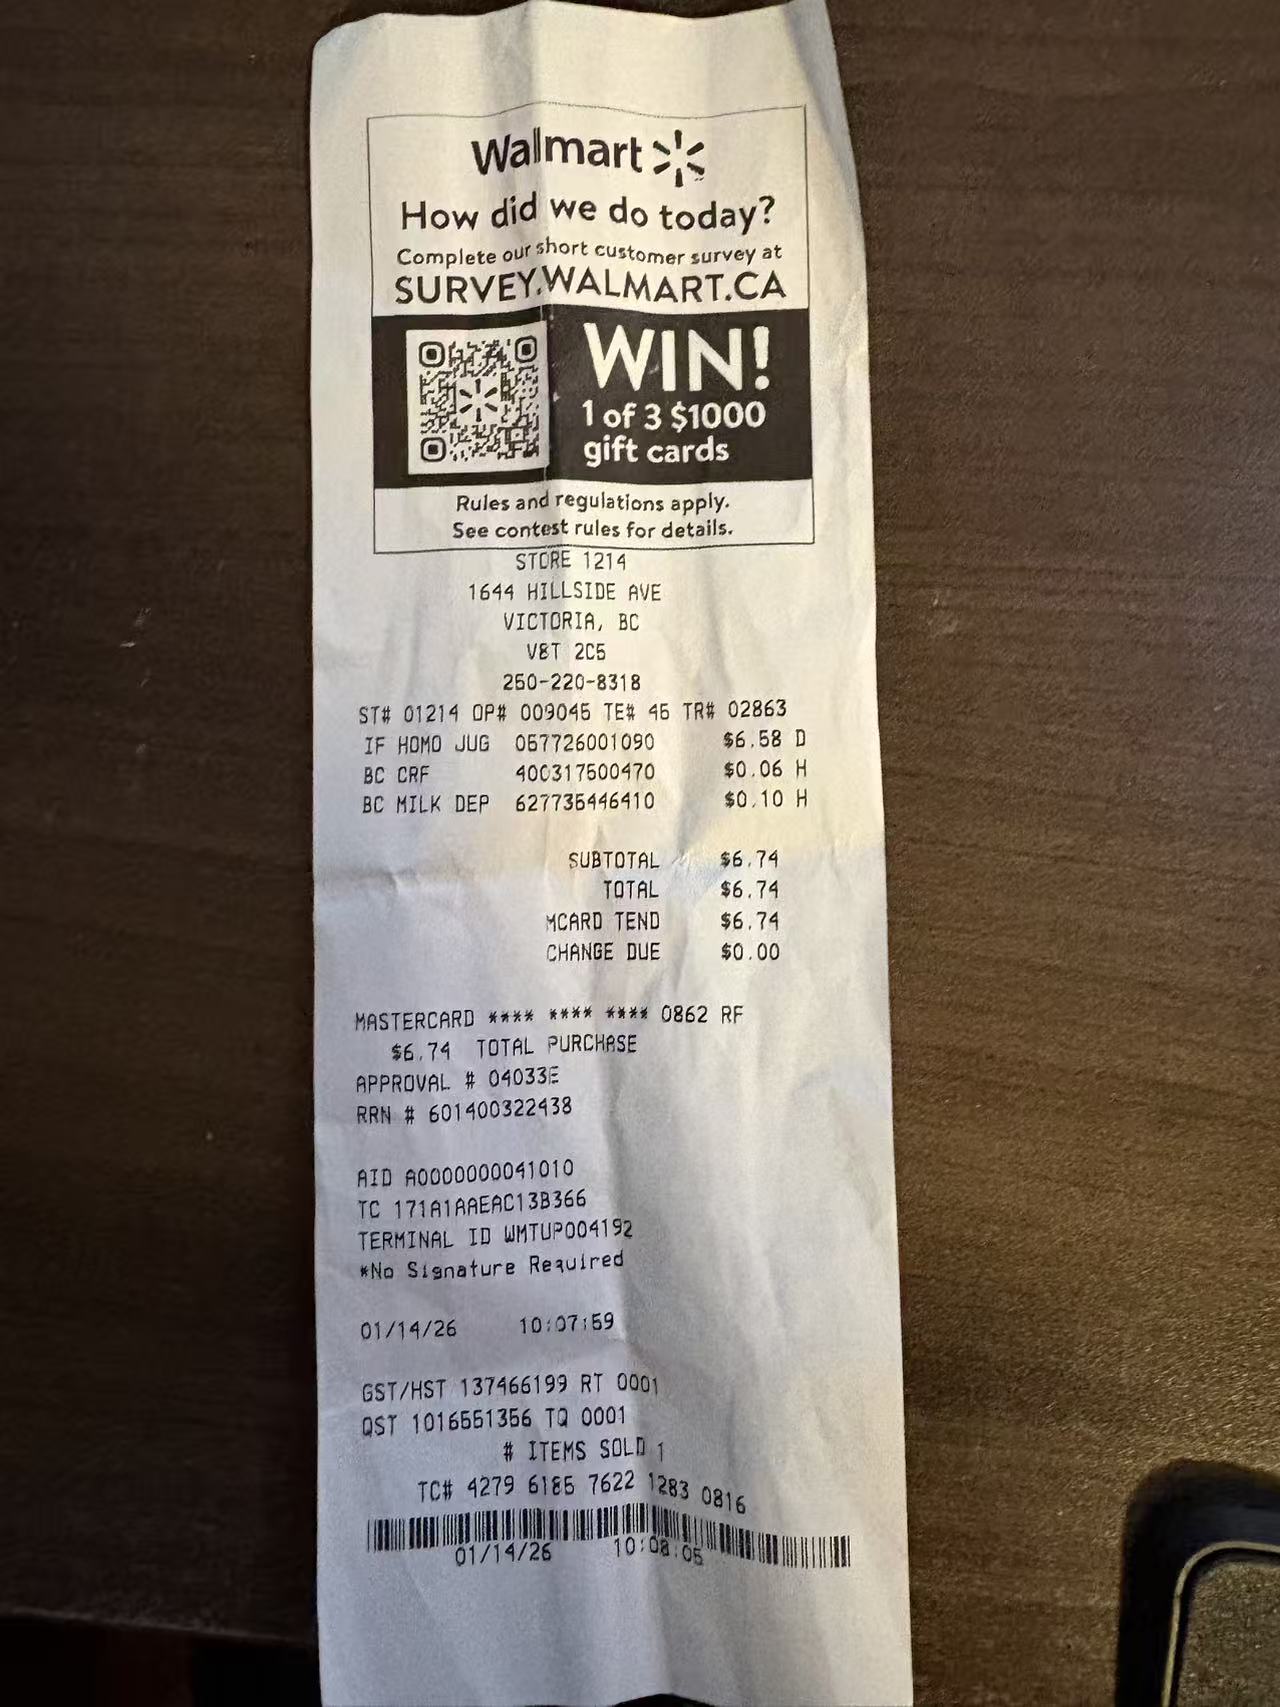 Walmart
How did we do today?
Complete our short customer survey at
SURVEY.WALMART.CA
WIN!
1 of 3 $1000
gift cards
Rules and regulations apply.
See contest rules for details.
STORE 1214
1644 HILLSIDE AVE
VICTORIA, BC
V8T 2C5
250-220-8318
ST# 01214 OP# 009045 TE# 45 TR# 02863
IF HOMO JUG 057726001090 $6.58 D
BC CRF 400317500470 $0.06 H
BC MILK DEP 627735446410 $0.10 H
SUBTOTAL $6.74
TOTAL $6.74
MCARD TEND $6.74
CHANGE DUE $0.00
MASTERCARD **** **** **** 0862 RF
$6.74 TOTAL PURCHASE
APPROVAL # 04033E
RRN # 601400322438
AID A0000000041010
TC 171A1AAEAC13B366
TERMINAL ID WMTUP004192
*No Signature Required
01/14/26 10:07:59
GST/HST 137466199 RT 0001
QST 1016551356 TQ 0001
# ITEMS SOLD 1
TC# 4279 6185 7622 1283 0816
01/14/26 10:08:05